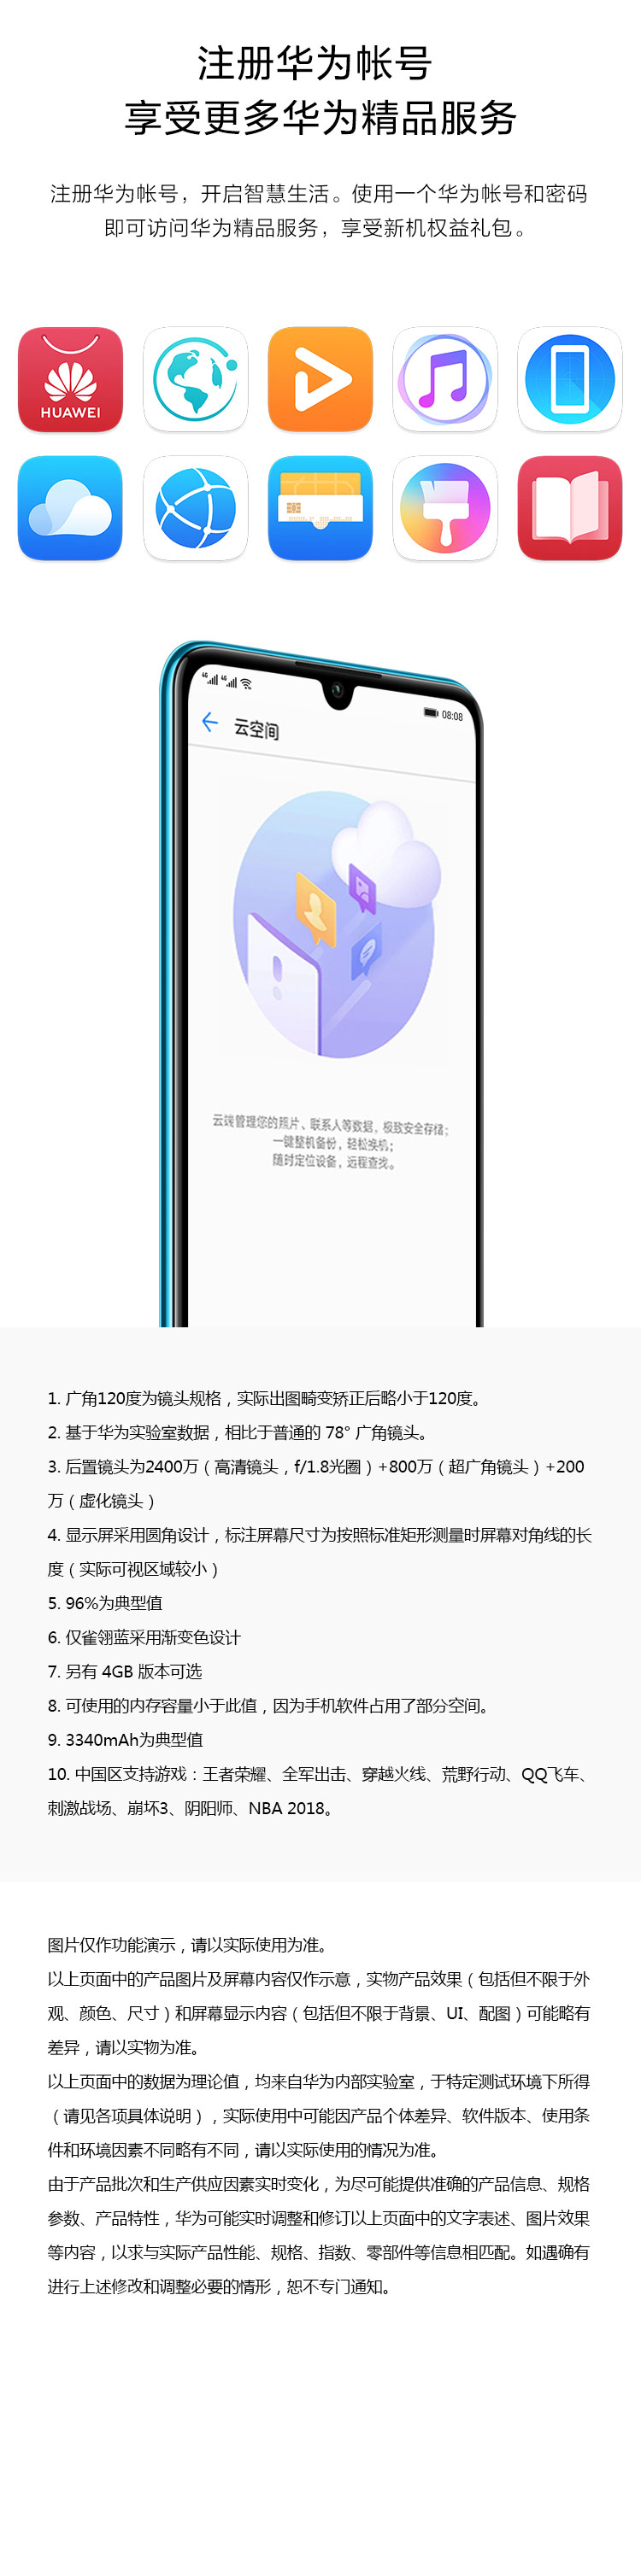 注册华为帐号
享受更多华为精品服务
注册华为帐号，开启智慧生活。使用一个华为帐号和密码
即可访问华为精品服务，享受新机权益礼包。
HUAWEI
4G 4G 08:08
云空间
云端管理您的照片、联系人等数据，极致安全存储；
一键整机备份，轻松换机；
随时定位设备，远程查找。
1. 广角120度为镜头规格，实际出图畸变矫正后略小于120度。
2. 基于华为实验室数据，相比于普通的 78° 广角镜头。
3. 后置镜头为2400万（高清镜头，f/1.8光圈）+800万（超广角镜头）+200
万（虚化镜头）
4. 显示屏采用圆角设计，标注屏幕尺寸为按照标准矩形测量时屏幕对角线的长
度（实际可视区域较小）
5. 96%为典型值
6. 仅雀翎蓝采用渐变色设计
7. 另有 4GB 版本可选
8. 可使用的内存容量小于此值，因为手机软件占用了部分空间。
9. 3340mAh为典型值
10. 中国区支持游戏：王者荣耀、全军出击、穿越火线、荒野行动、QQ飞车、
刺激战场、崩坏3、阴阳师、NBA 2018。
图片仅作功能演示，请以实际使用为准。
以上页面中的产品图片及屏幕内容仅作示意，实物产品效果（包括但不限于外
观、颜色、尺寸）和屏幕显示内容（包括但不限于背景、UI、配图）可能略有
差异，请以实物为准。
以上页面中的数据为理论值，均来自华为内部实验室，于特定测试环境下所得
（请见各项具体说明），实际使用中可能因产品个体差异、软件版本、使用条
件和环境因素不同略有不同，请以实际使用的情况为准。
由于产品批次和生产供应因素实时变化，为尽可能提供准确的产品信息、规格
参数、产品特性，华为可能实时调整和修订以上页面中的文字表述、图片效果
等内容，以求与实际产品性能、规格、指数、零部件等信息相匹配。如遇确有
进行上述修改和调整必要的情形，恕不专门通知。